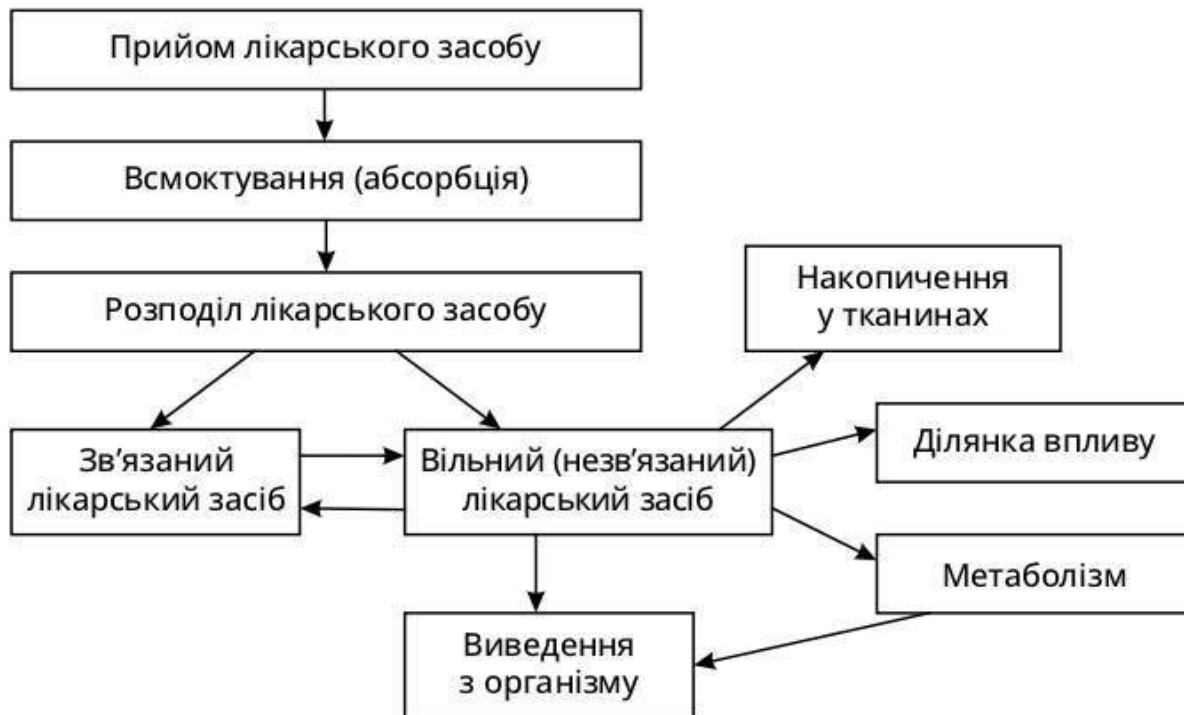 Прийом лікарського засобу
Всмоктування (абсорбція)
Розподіл лікарського засобу
Накопичення
у тканинах
Зв’язаний
лікарський засіб
Вільний (незв’язаний)
лікарський засіб
Ділянка впливу
Метаболізм
Виведення
з організму